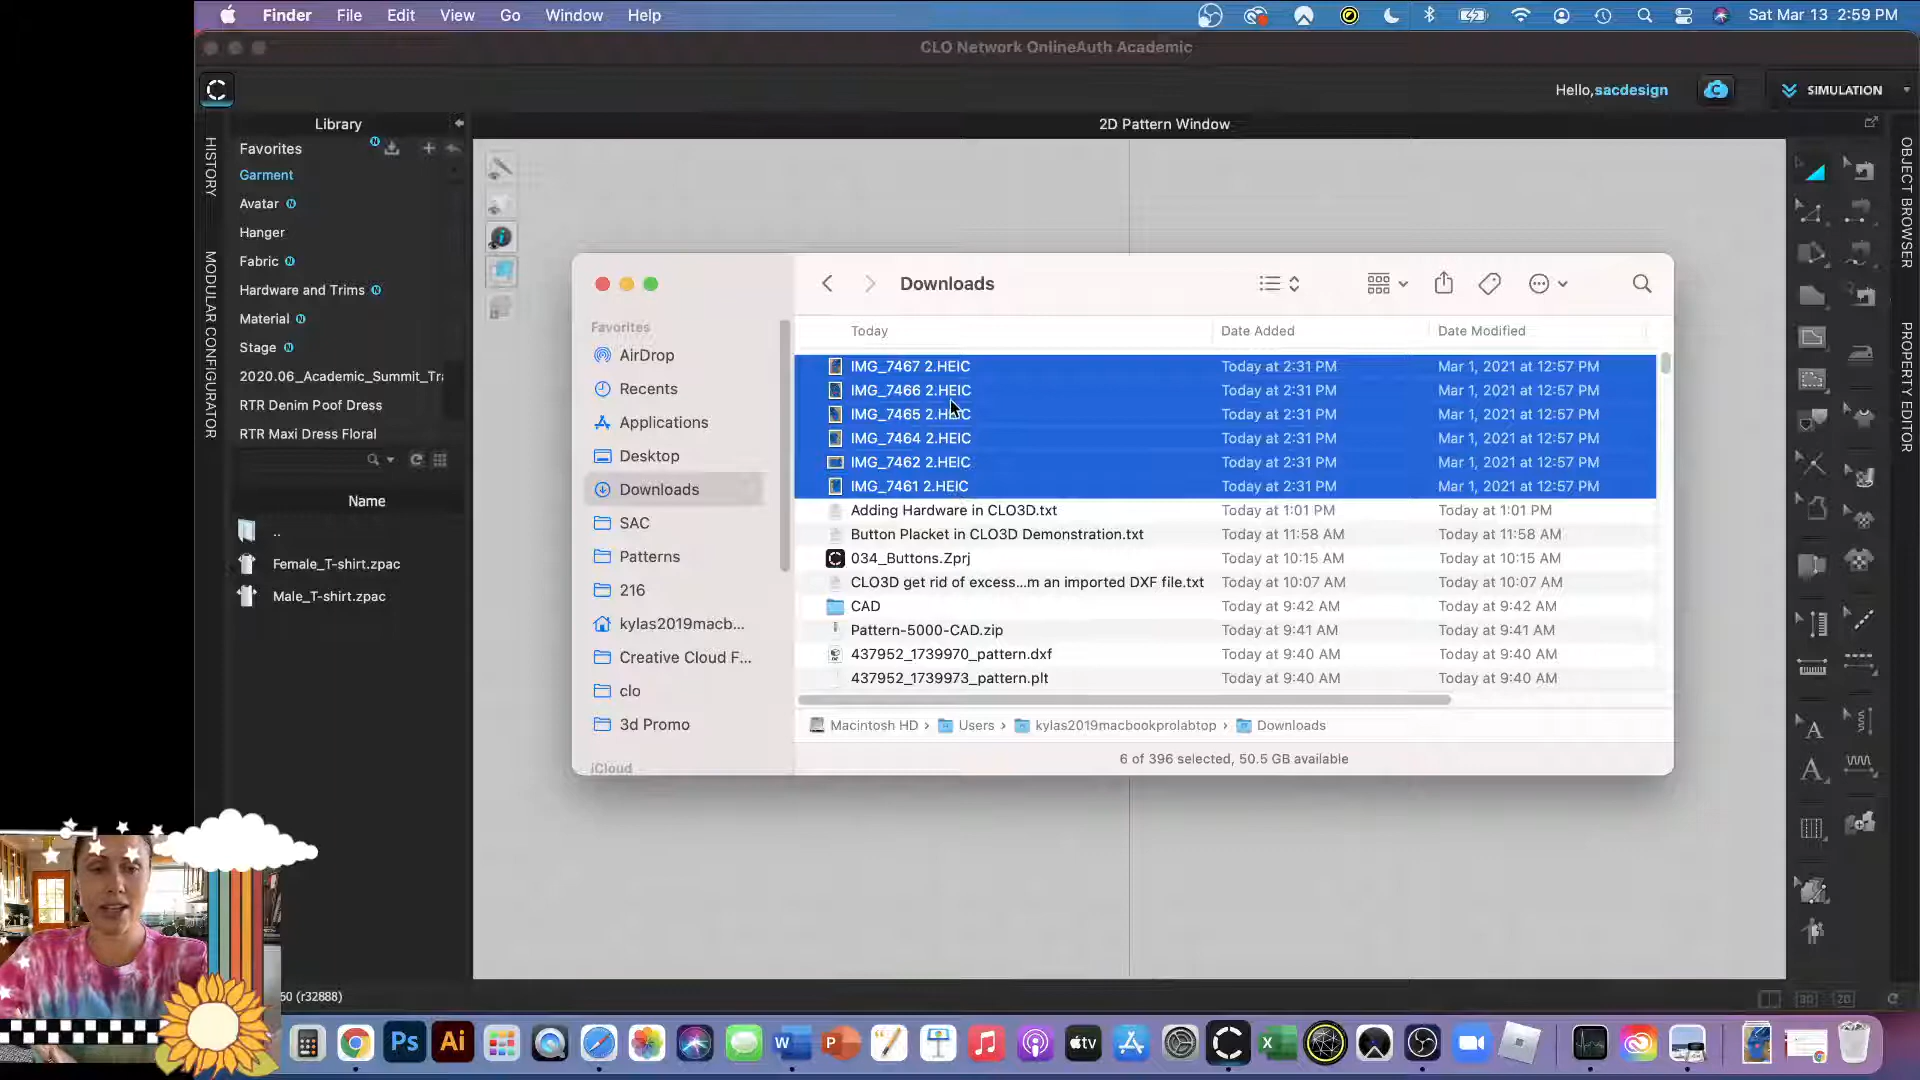 Finder File Edit View Go Window Help
Sat Mar 13 2:59 PM
CLO Network OnlineAuth Academic
Hello,sacdesign
SIMULATION
Library
2D Pattern Window
HISTORY
MODULAR CONFIGURATOR
Favorites
Garment
Avatar
Hanger
Fabric
Hardware and Trims
Material
Stage
2020.06_Academic_Summit_Tra
RTR Denim Poof Dress
RTR Maxi Dress Floral
Name
..
Female_T-shirt.zpac
Male_T-shirt.zpac
Downloads
Favorites
AirDrop
Recents
Applications
Desktop
Downloads
SAC
Patterns
216
kylas2019macb...
Creative Cloud F...
clo
3d Promo
iCloud
Today Date Added Date Modified
IMG_7467 2.HEIC Today at 2:31 PM Mar 1, 2021 at 12:57 PM
IMG_7466 2.HEIC Today at 2:31 PM Mar 1, 2021 at 12:57 PM
IMG_7465 2.HEIC Today at 2:31 PM Mar 1, 2021 at 12:57 PM
IMG_7464 2.HEIC Today at 2:31 PM Mar 1, 2021 at 12:57 PM
IMG_7462 2.HEIC Today at 2:31 PM Mar 1, 2021 at 12:57 PM
IMG_7461 2.HEIC Today at 2:31 PM Mar 1, 2021 at 12:57 PM
Adding Hardware in CLO3D.txt Today at 1:01 PM Today at 1:01 PM
Button Placket in CLO3D Demonstration.txt Today at 11:58 AM Today at 11:58 AM
034_Buttons.Zprj Today at 10:15 AM Today at 10:15 AM
CLO3D get rid of excess...m an imported DXF file.txt Today at 10:07 AM Today at 10:07 AM
CAD Today at 9:42 AM Today at 9:42 AM
Pattern-5000-CAD.zip Today at 9:41 AM Today at 9:41 AM
437952_1739970_pattern.dxf Today at 9:40 AM Today at 9:40 AM
437952_1739973_pattern.plt Today at 9:40 AM Today at 9:40 AM
Macintosh HD › Users › kylas2019macbookprolabtop › Downloads
6 of 396 selected, 50.5 GB available
OBJECT BROWSER
PROPERTY EDITOR
50 (r32888)
Ps Ai W P tv X